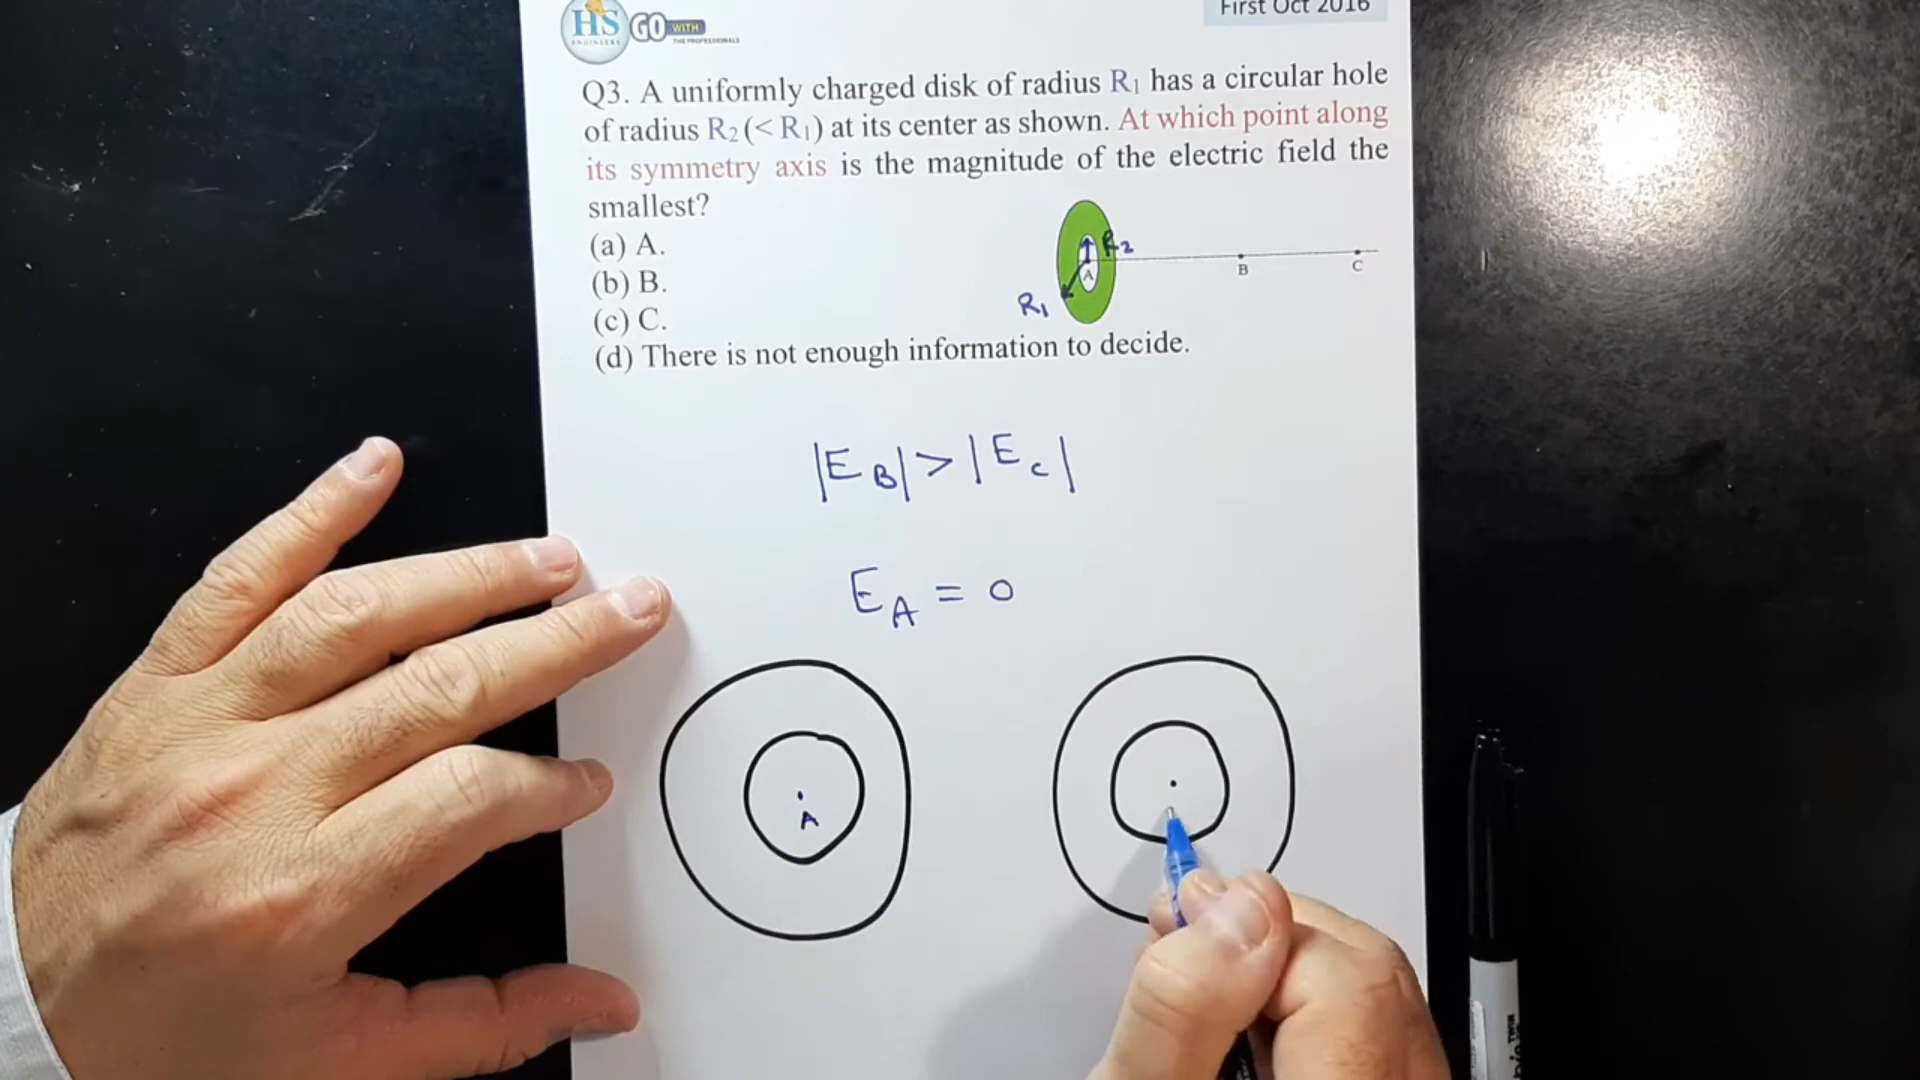 First Oct 2016
HS
ENGINEERS
GO WITH
THE PROFESSIONALS
Q3. A uniformly charged disk of radius R₁ has a circular hole
of radius R₂ (< R₁) at its center as shown. At which point along
its symmetry axis is the magnitude of the electric field the
smallest?
(a) A.
(b) B.
(c) C.
(d) There is not enough information to decide.
R₂
A
B
C
R₁
|E_B| > |E_C|
E_A = 0
A
TWIN